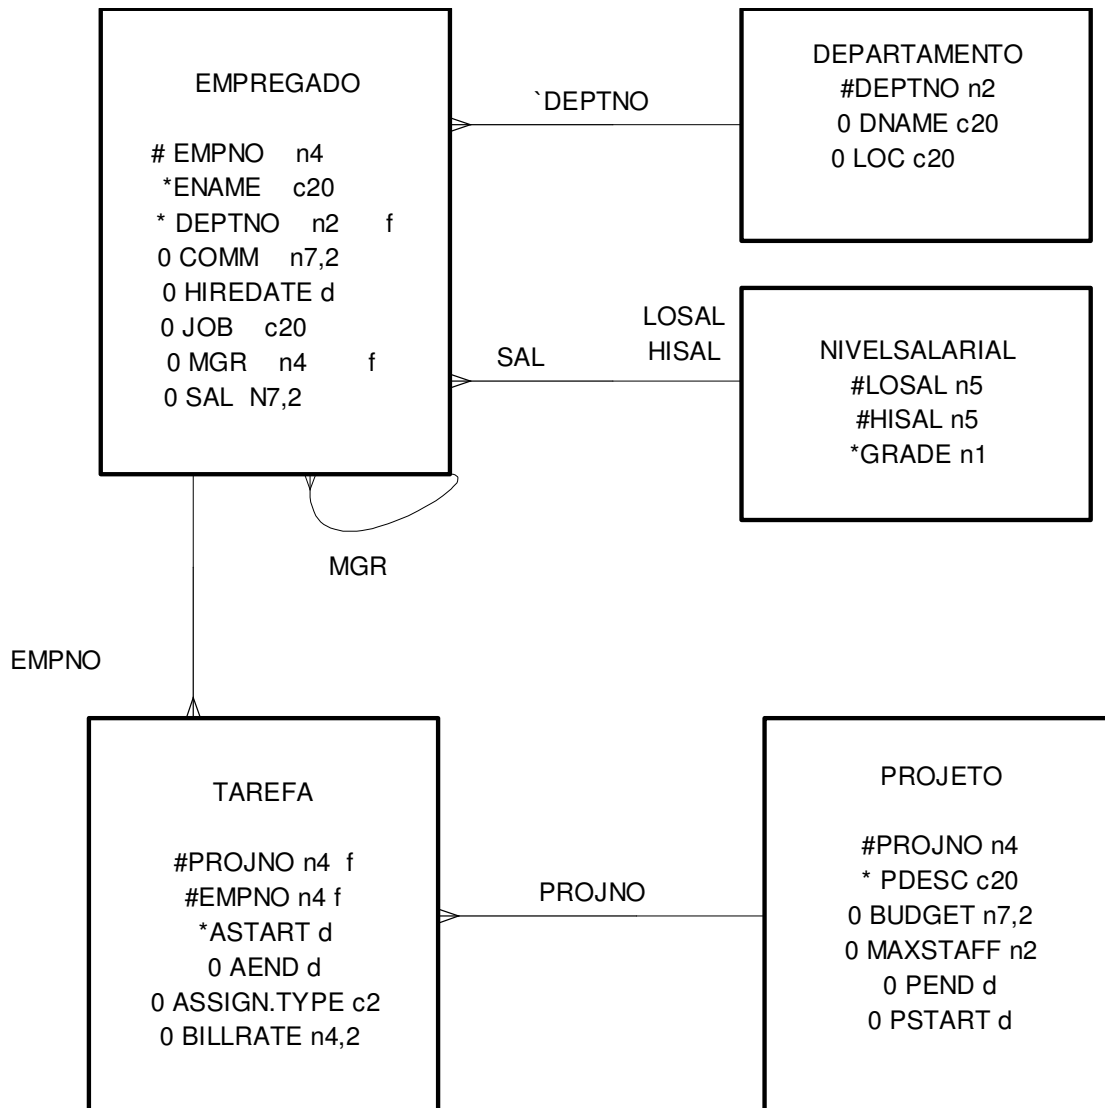 EMPREGADO
# EMPNO n4
*ENAME c20
* DEPTNO n2 f
0 COMM n7,2
0 HIREDATE d
0 JOB c20
0 MGR n4 f
0 SAL N7,2
`DEPTNO
DEPARTAMENTO
#DEPTNO n2
0 DNAME c20
0 LOC c20
SAL
LOSAL
HISAL
NIVELSALARIAL
#LOSAL n5
#HISAL n5
*GRADE n1
MGR
EMPNO
TAREFA
#PROJNO n4 f
#EMPNO n4 f
*ASTART d
0 AEND d
0 ASSIGN.TYPE c2
0 BILLRATE n4,2
PROJNO
PROJETO
#PROJNO n4
* PDESC c20
0 BUDGET n7,2
0 MAXSTAFF n2
0 PEND d
0 PSTART d